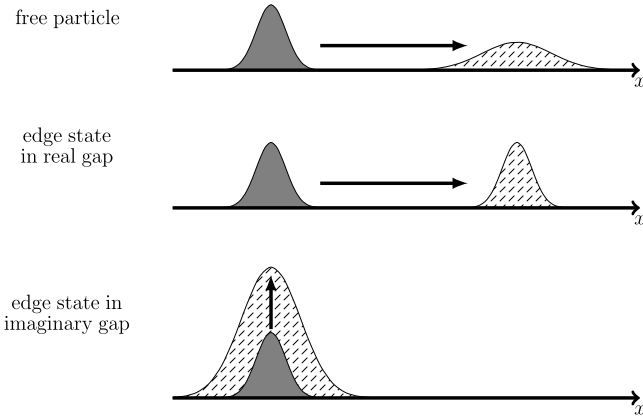 free particle
x
edge state
in real gap
x
edge state in
imaginary gap
x